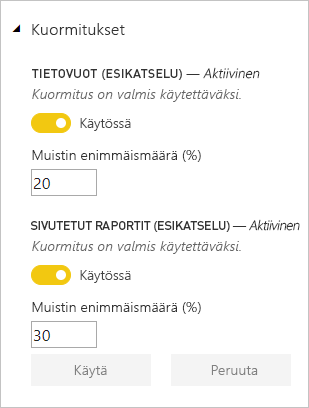 Kuormitukset
TIETOVUOT (ESIKATSELU) — Aktiivinen
Kuormitus on valmis käytettäväksi.
Käytössä
Muistin enimmäismäärä (%)
20
SIVUTETUT RAPORTIT (ESIKATSELU) — Aktiivinen
Kuormitus on valmis käytettäväksi.
Käytössä
Muistin enimmäismäärä (%)
30
Käytä Peruuta